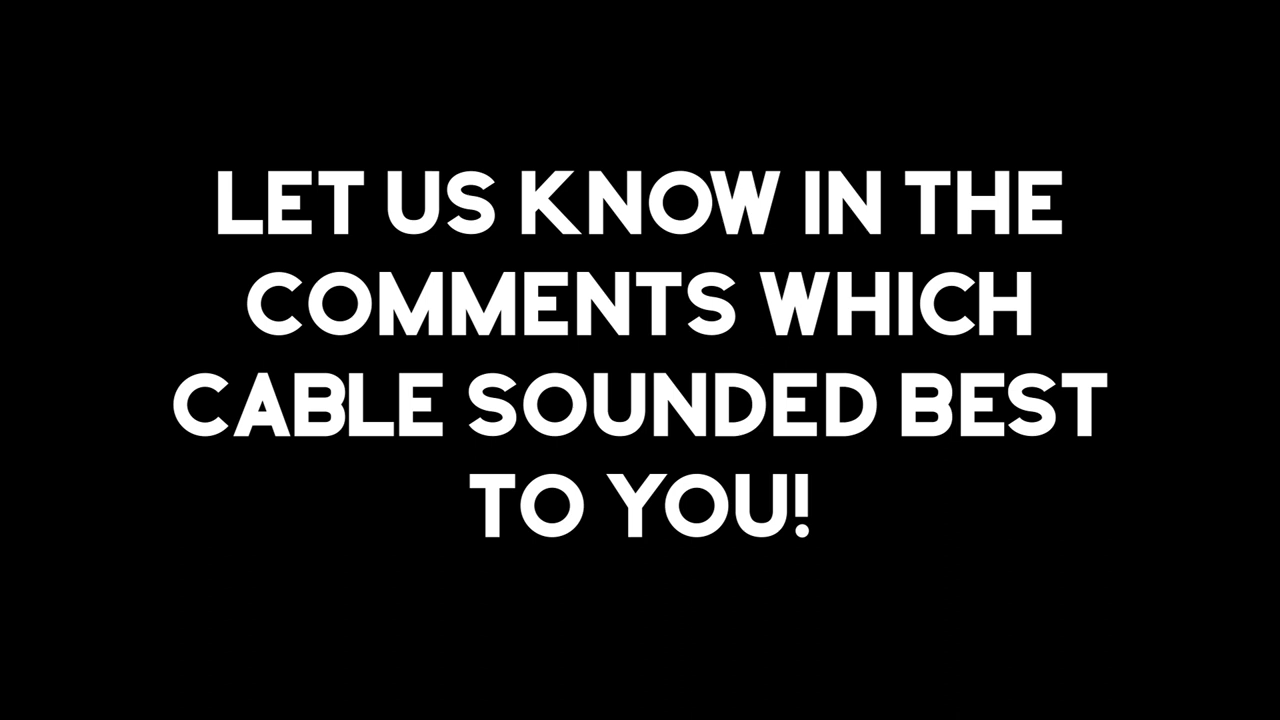 LET US KNOW IN THE
COMMENTS WHICH
CABLE SOUNDED BEST
TO YOU!